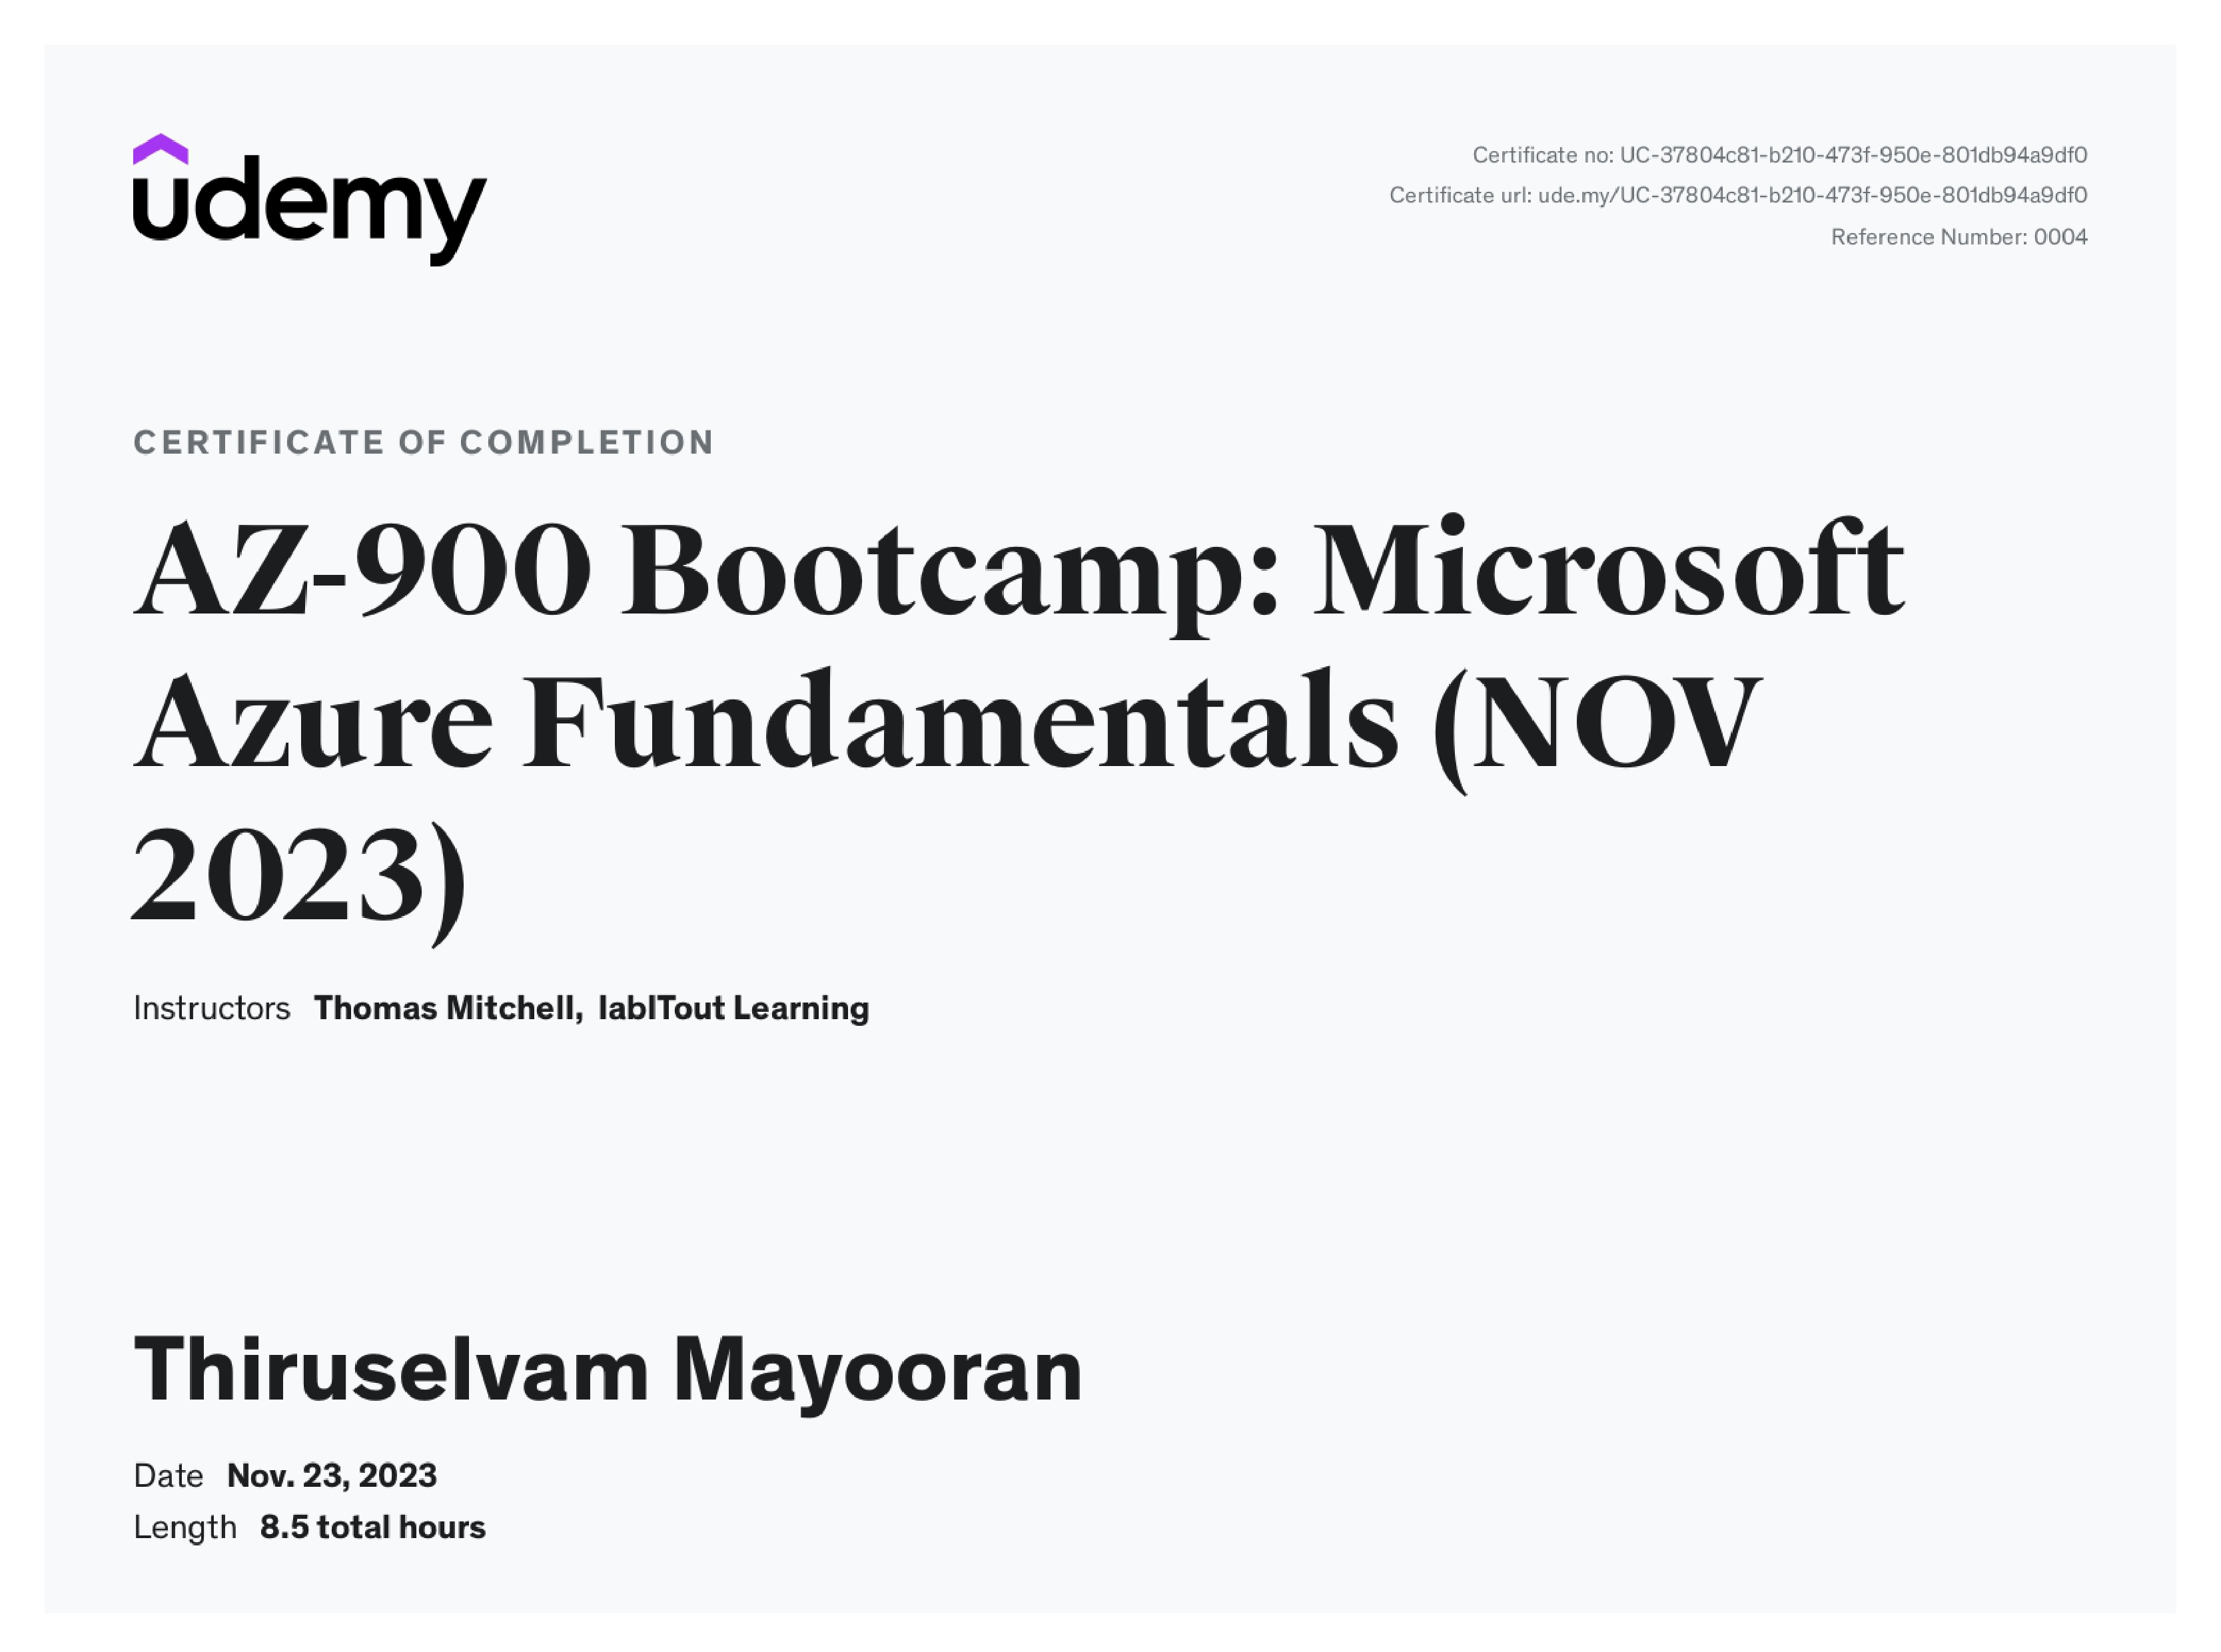 udemy
Certificate no: UC-37804c81-b210-473f-950e-801db94a9df0
Certificate url: ude.my/UC-37804c81-b210-473f-950e-801db94a9df0
Reference Number: 0004
CERTIFICATE OF COMPLETION
AZ-900 Bootcamp: Microsoft
Azure Fundamentals (NOV
2023)
Instructors Thomas Mitchell, labITout Learning
Thiruselvam Mayooran
Date Nov. 23, 2023
Length 8.5 total hours